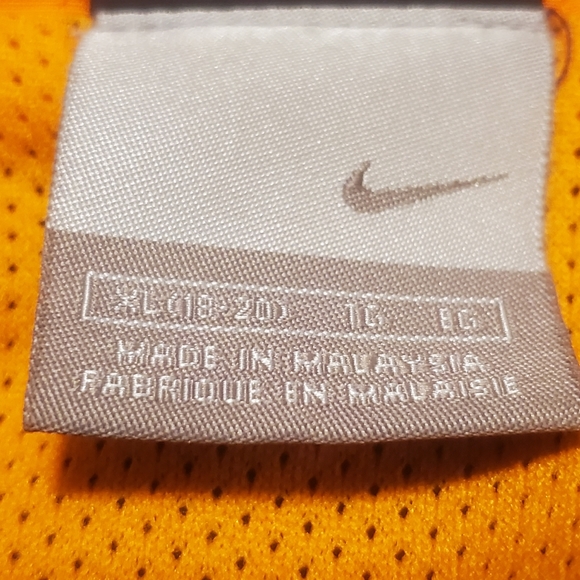 XL (18-20) TG EG
MADE IN MALAYSIA
FABRIQUE EN MALAISIE